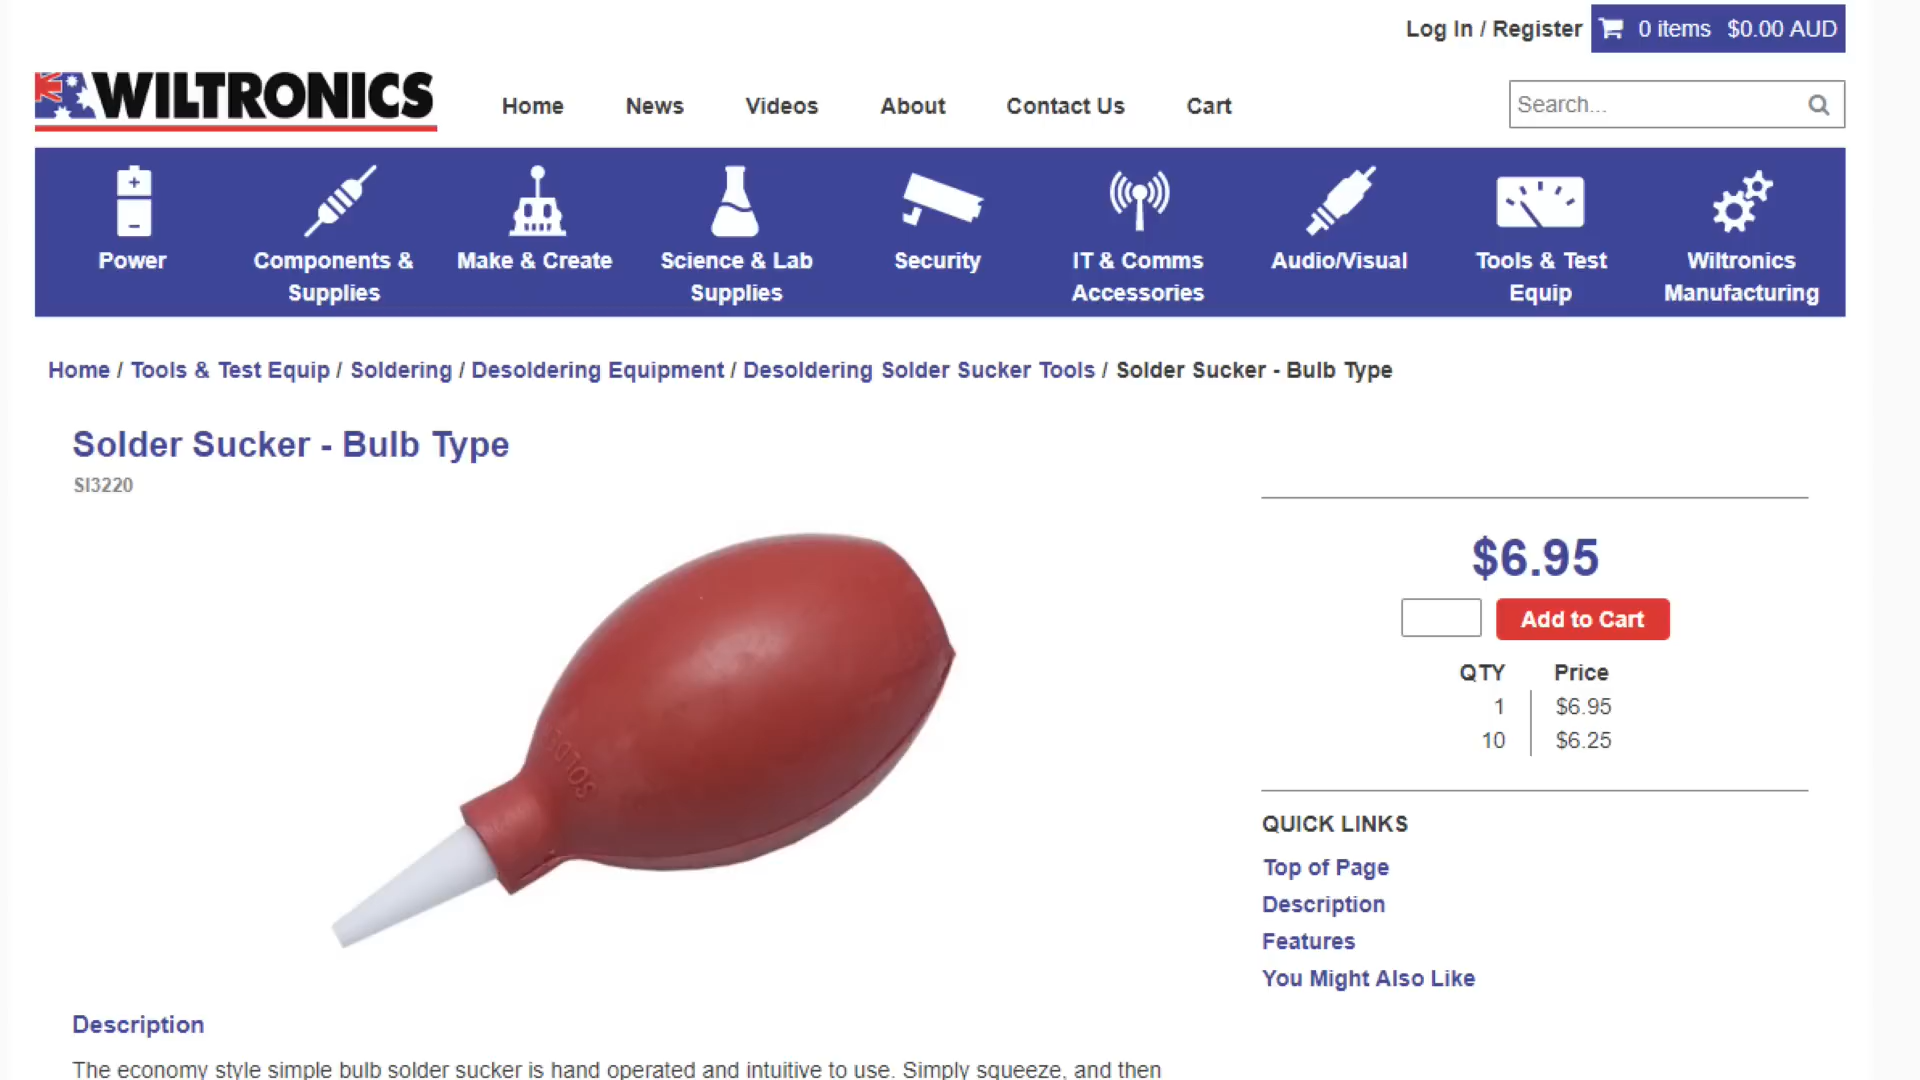 Log In / Register 0 items $0.00 AUD
WILTRONICS
Home News Videos About Contact Us Cart
Search...
Power Components & Supplies Make & Create Science & Lab Supplies Security IT & Comms Accessories Audio/Visual Tools & Test Equip Wiltronics Manufacturing
Home / Tools & Test Equip / Soldering / Desoldering Equipment / Desoldering Solder Sucker Tools / Solder Sucker - Bulb Type
Solder Sucker - Bulb Type
SI3220
SOLDE
$6.95
Add to Cart
QTY Price
1 $6.95
10 $6.25
QUICK LINKS
Top of Page
Description
Features
You Might Also Like
Description
The economy style simple bulb solder sucker is hand operated and intuitive to use. Simply squeeze, and then